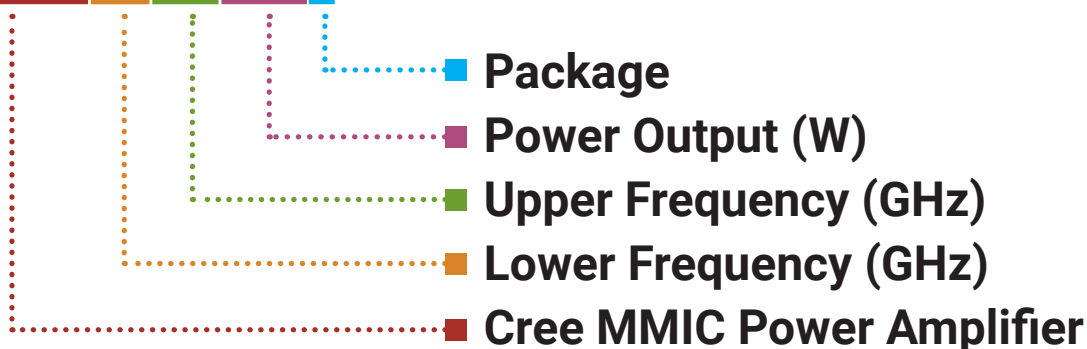 Package
Power Output (W)
Upper Frequency (GHz)
Lower Frequency (GHz)
Cree MMIC Power Amplifier